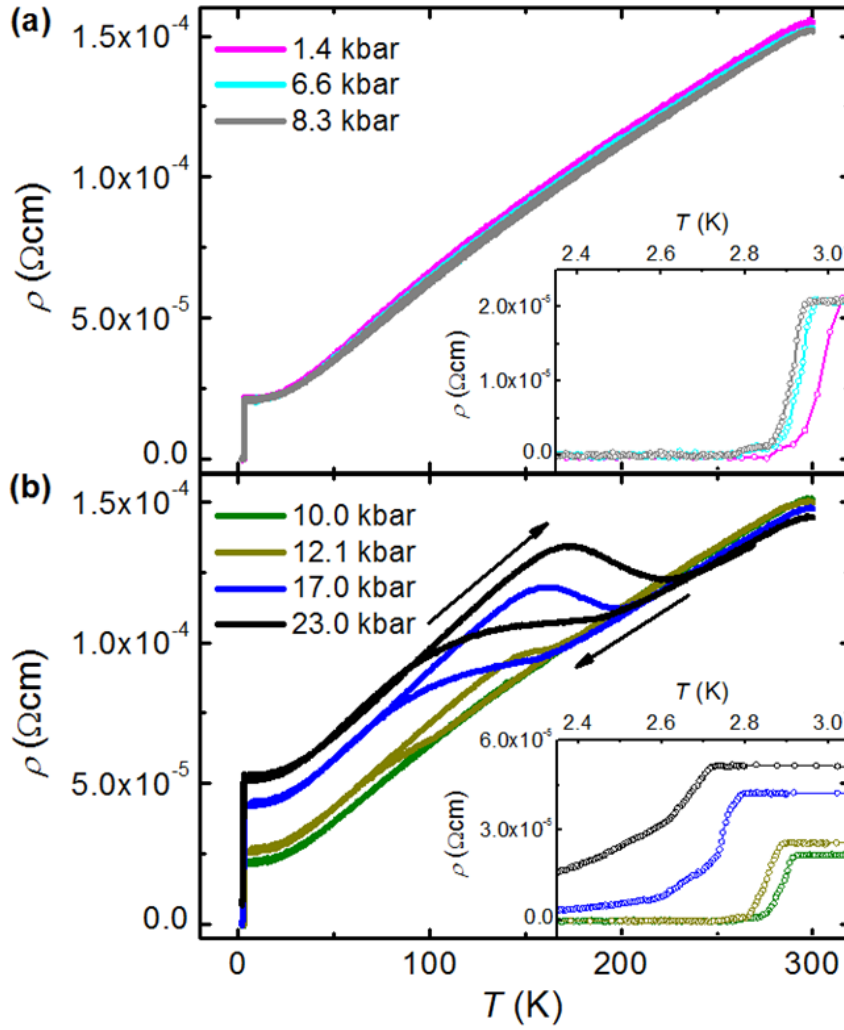 (a)
1.5x10⁻⁴
1.4 kbar
6.6 kbar
8.3 kbar
1.0x10⁻⁴
ρ (Ωcm)
5.0x10⁻⁵
0.0
T (K)
2.4 2.6 2.8 3.0
2.0x10⁻⁵
1.0x10⁻⁵
0.0
ρ (Ωcm)
(b)
1.5x10⁻⁴
10.0 kbar
12.1 kbar
17.0 kbar
23.0 kbar
1.0x10⁻⁴
ρ (Ωcm)
5.0x10⁻⁵
0.0
T (K)
2.4 2.6 2.8 3.0
6.0x10⁻⁵
3.0x10⁻⁵
0.0
ρ (Ωcm)
0 100 200 300
T (K)